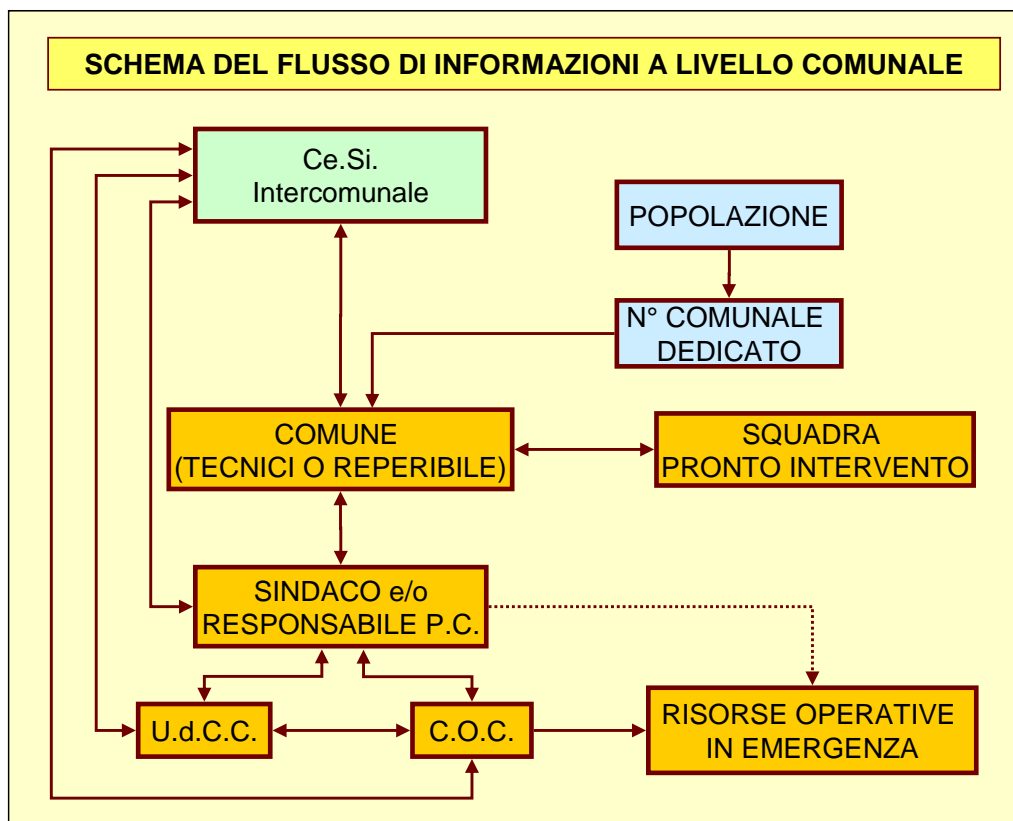 SCHEMA DEL FLUSSO DI INFORMAZIONI A LIVELLO COMUNALE
Ce.Si.
Intercomunale
POPOLAZIONE
N° COMUNALE
DEDICATO
COMUNE
(TECNICI O REPERIBILE)
SQUADRA
PRONTO INTERVENTO
SINDACO e/o
RESPONSABILE P.C.
U.d.C.C.
C.O.C.
RISORSE OPERATIVE
IN EMERGENZA